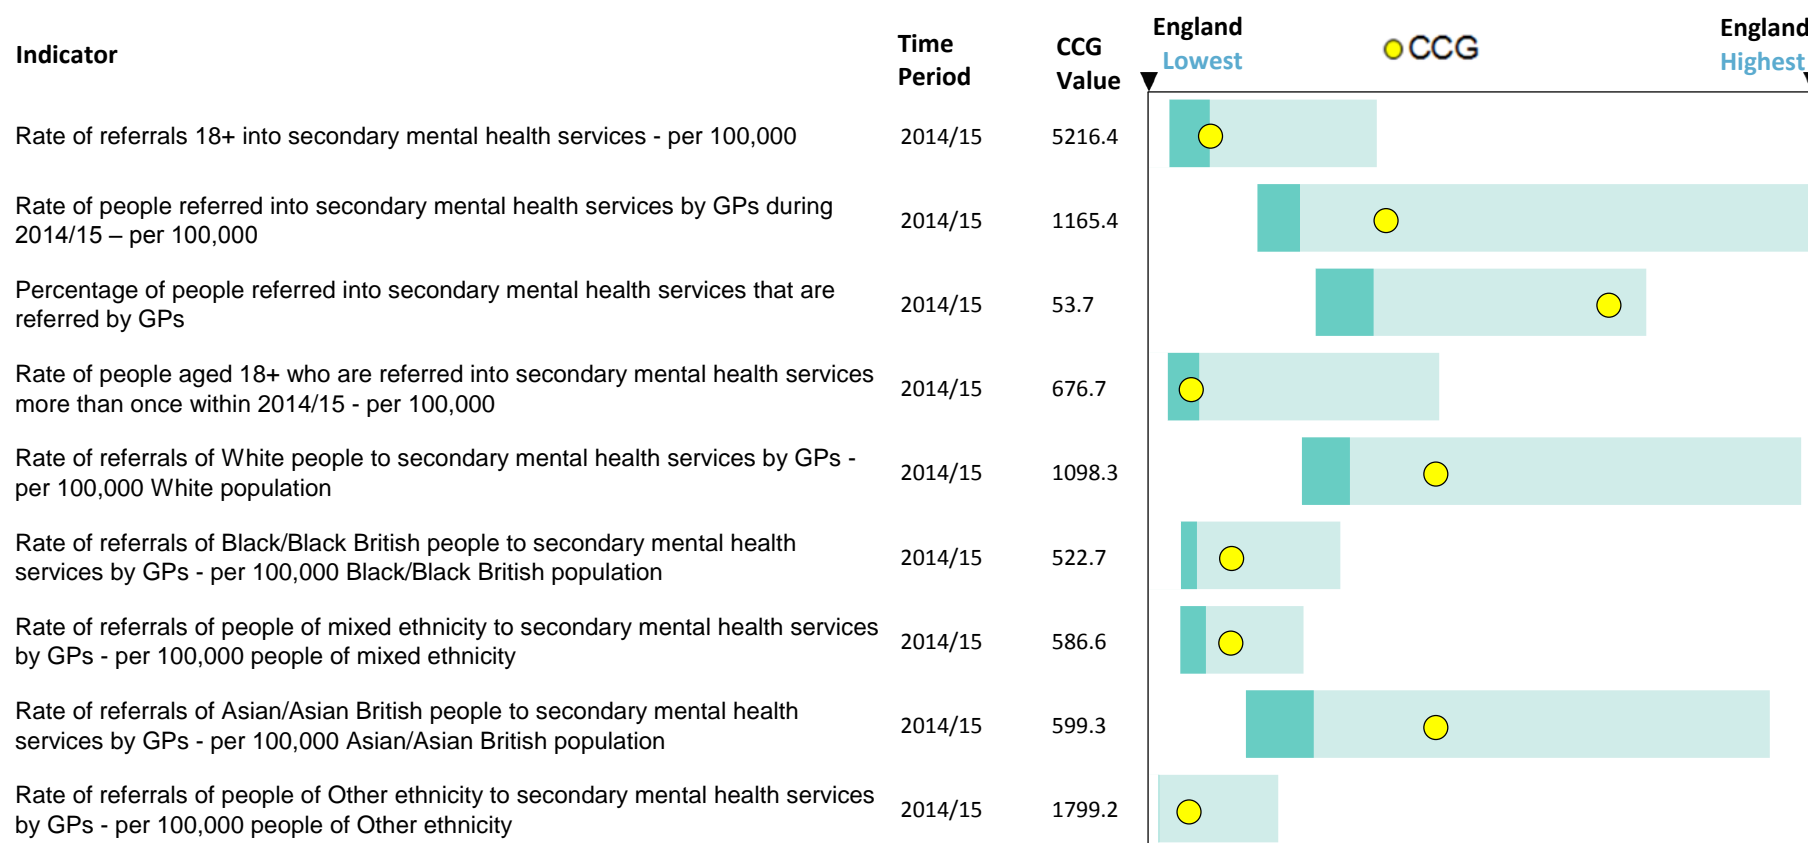 Indicator
Time
Period
CCG
Value
England
Lowest
CCG
England
Highest
Rate of referrals 18+ into secondary mental health services - per 100,000
2014/15
5216.4
Rate of people referred into secondary mental health services by GPs during
2014/15 – per 100,000
2014/15
1165.4
Percentage of people referred into secondary mental health services that are
referred by GPs
2014/15
53.7
Rate of people aged 18+ who are referred into secondary mental health services
more than once within 2014/15 - per 100,000
2014/15
676.7
Rate of referrals of White people to secondary mental health services by GPs -
per 100,000 White population
2014/15
1098.3
Rate of referrals of Black/Black British people to secondary mental health
services by GPs - per 100,000 Black/Black British population
2014/15
522.7
Rate of referrals of people of mixed ethnicity to secondary mental health services
by GPs - per 100,000 people of mixed ethnicity
2014/15
586.6
Rate of referrals of Asian/Asian British people to secondary mental health
services by GPs - per 100,000 Asian/Asian British population
2014/15
599.3
Rate of referrals of people of Other ethnicity to secondary mental health services
by GPs - per 100,000 people of Other ethnicity
2014/15
1799.2